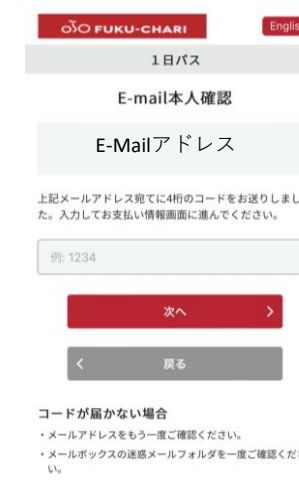 FUKU-CHARI
Englis
1日パス
E-mail本人確認
E-Mailアドレス
上記メールアドレス宛てに4桁のコードをお送りしまし
た。入力してお支払い情報画面に進んでください。
例: 1234
次へ
戻る
コードが届かない場合
・メールアドレスをもう一度ご確認ください。
・メールボックスの迷惑メールフォルダを一度ご確認くださ
い。